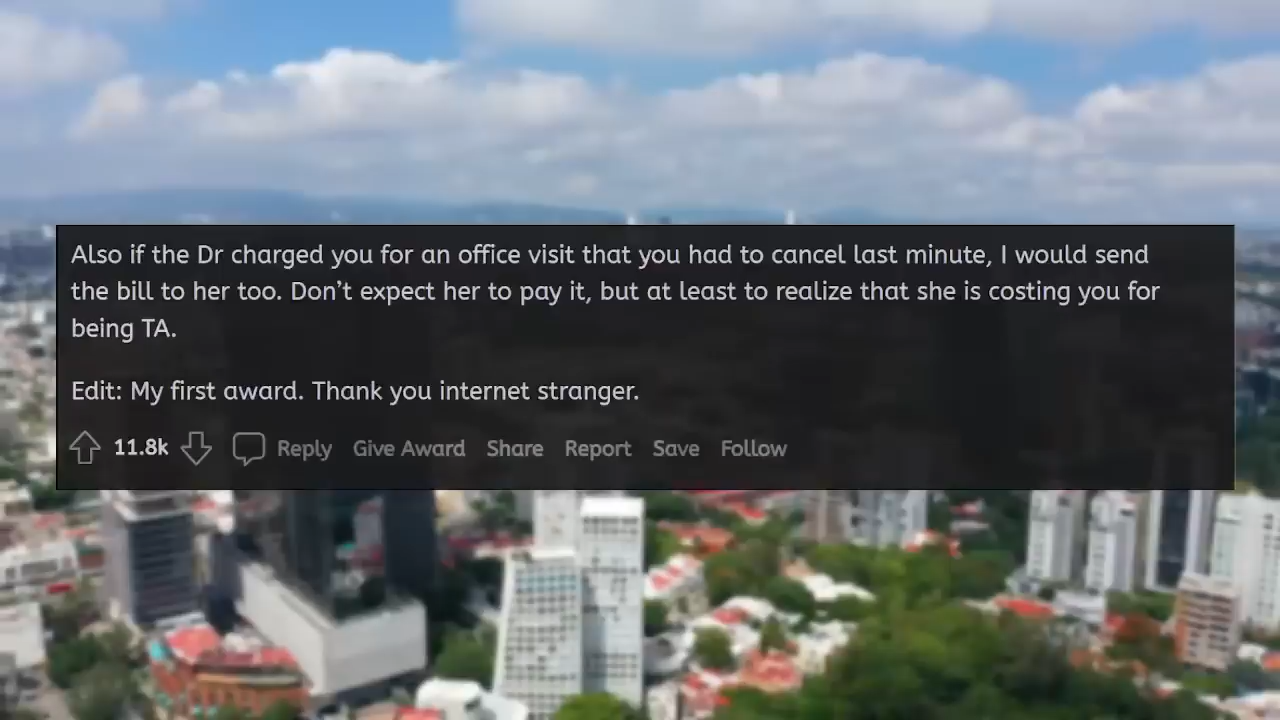 Also if the Dr charged you for an office visit that you had to cancel last minute, I would send
the bill to her too. Don’t expect her to pay it, but at least to realize that she is costing you for
being TA.
Edit: My first award. Thank you internet stranger.
11.8k Reply Give Award Share Report Save Follow